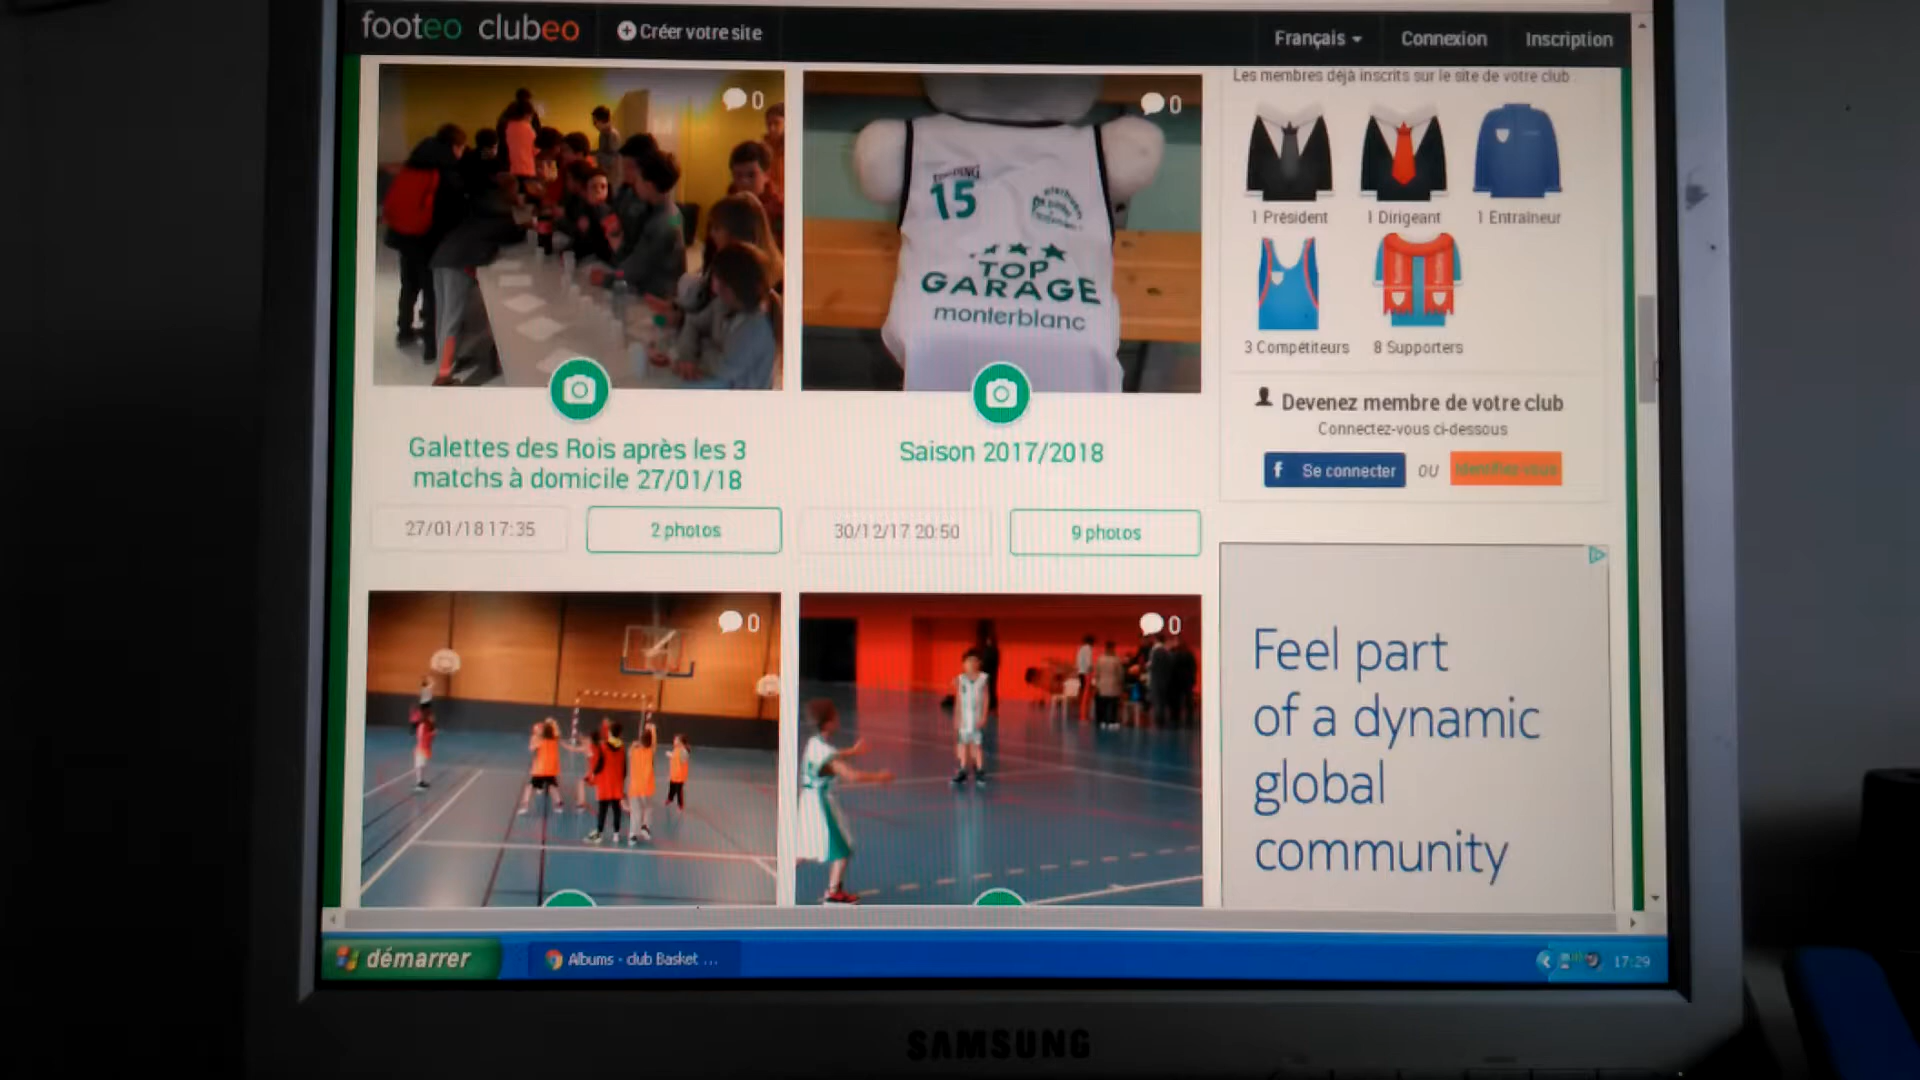 footeo clubeo
Créer votre site
Français
Connexion
Inscription
0
0
15
TOP
GARAGE
monterblanc
Galettes des Rois après les 3
matchs à domicile 27/01/18
27/01/18 17:35
2 photos
Saison 2017/2018
30/12/17 20:50
9 photos
0
0
Les membres déjà inscrits sur le site de votre club
1 Président
1 Dirigeant
1 Entraîneur
3 Compétiteurs
8 Supporters
Devenez membre de votre club
Connectez-vous ci-dessous
f Se connecter
ou
Identifiez-vous
Feel part
of a dynamic
global
community
démarrer
Albums - club Basket ...
17:29
SAMSUNG